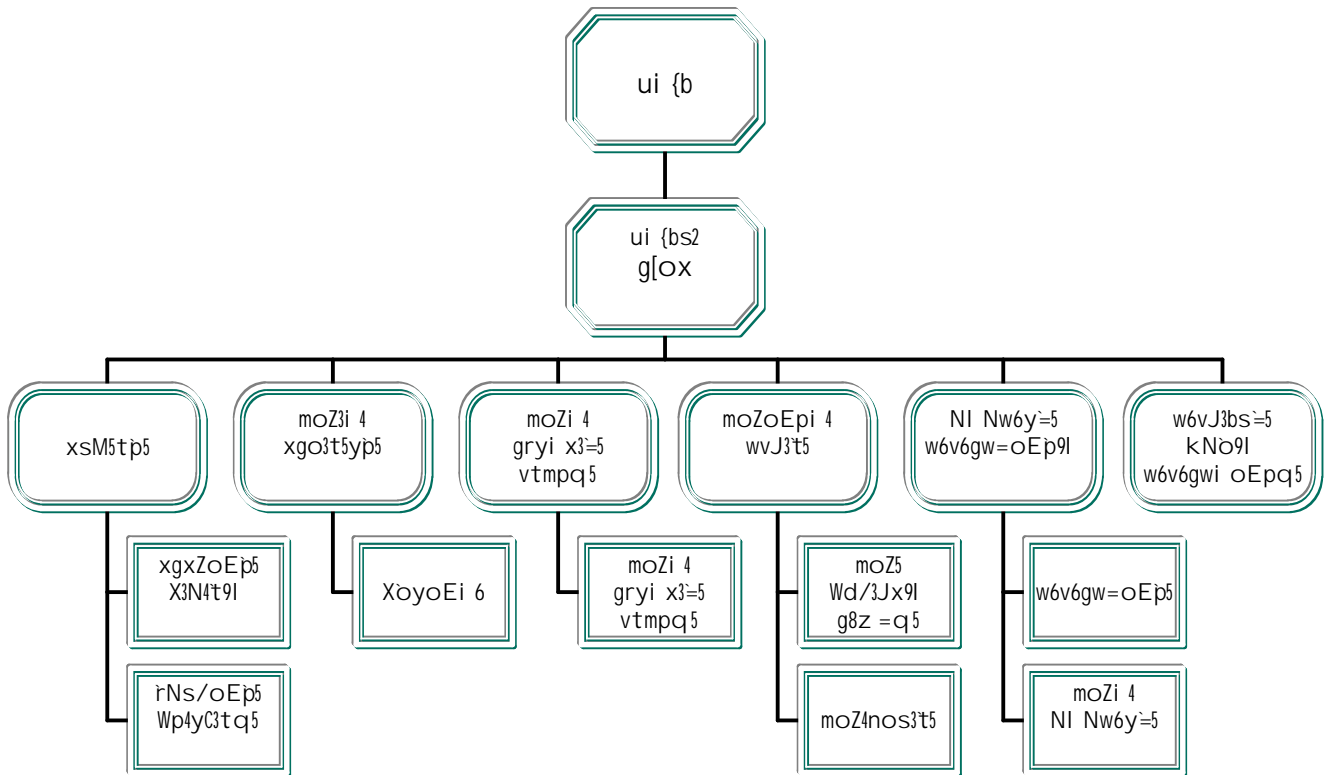 ui {b
ui {bs2
g[ox
xsM5tp5
moZ3i 4
xgo3t5yp5
moZi 4
gryi x3=5
vtmpq5
moZoEpi 4
wvJ3t5
NI Nw6y=5
w6v6gw=oEp9l
w6vJ3bs=5
kNo9l
w6v6gwi oEpq5
xgxZoEp5
X3N4t9l
rNs/oEp5
Wp4yC3tq5
XoyoEi 6
moZi 4
gryi x3=5
vtmpq5
moZ5
Wd/3Jx9l
g8z =q5
moZ4nos3t5
w6v6gw=oEp5
moZi 4
NI Nw6y=5